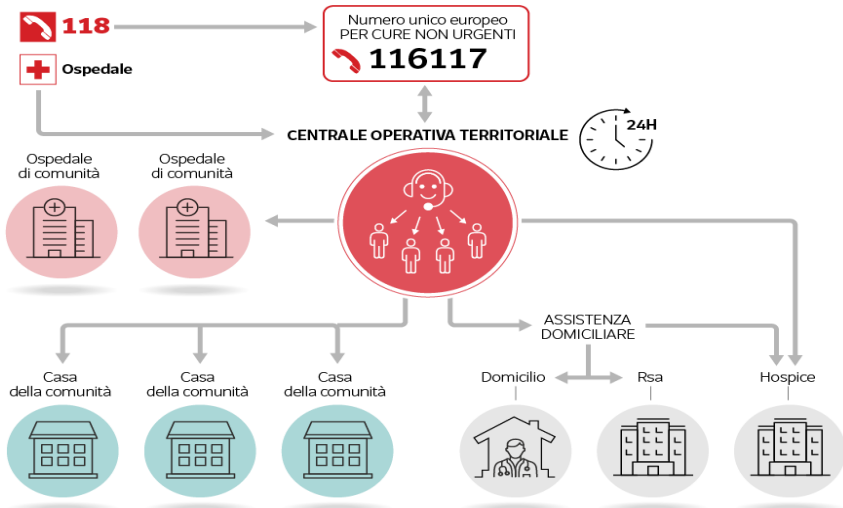 118
Ospedale
Numero unico europeo
PER CURE NON URGENTI
116117
CENTRALE OPERATIVA TERRITORIALE
24H
Ospedale
di comunità
Ospedale
di comunità
ASSISTENZA
DOMICILIARE
Casa
della comunità
Casa
della comunità
Casa
della comunità
Domicilio
Rsa
Hospice